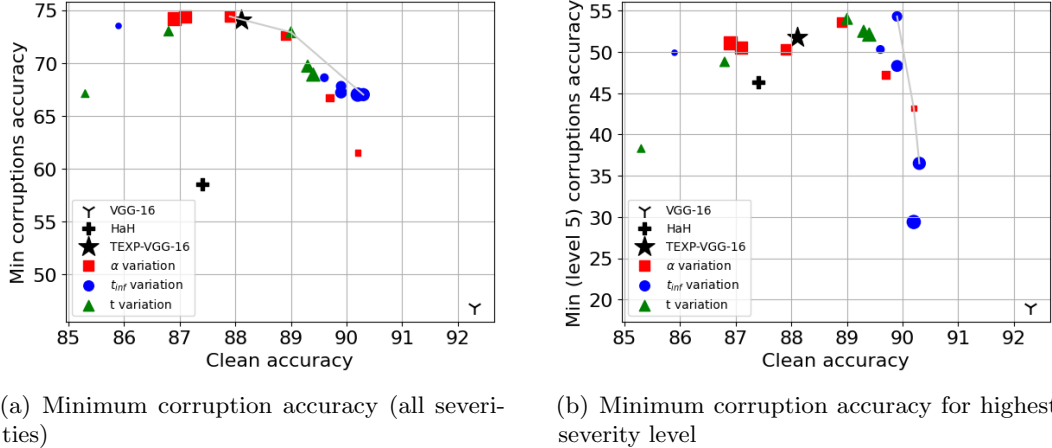 Min corruptions accuracy
75
70
65
60
55
50
VGG-16
HaH
TEXP-VGG-16
α variation
t_inf variation
t variation
85 86 87 88 89 90 91 92
Clean accuracy
(a) Minimum corruption accuracy (all severi-
ties)
Min (level 5) corruptions accuracy
55
50
45
40
35
30
25
20
VGG-16
HaH
TEXP-VGG-16
α variation
t_inf variation
t variation
85 86 87 88 89 90 91 92
Clean accuracy
(b) Minimum corruption accuracy for highest
severity level